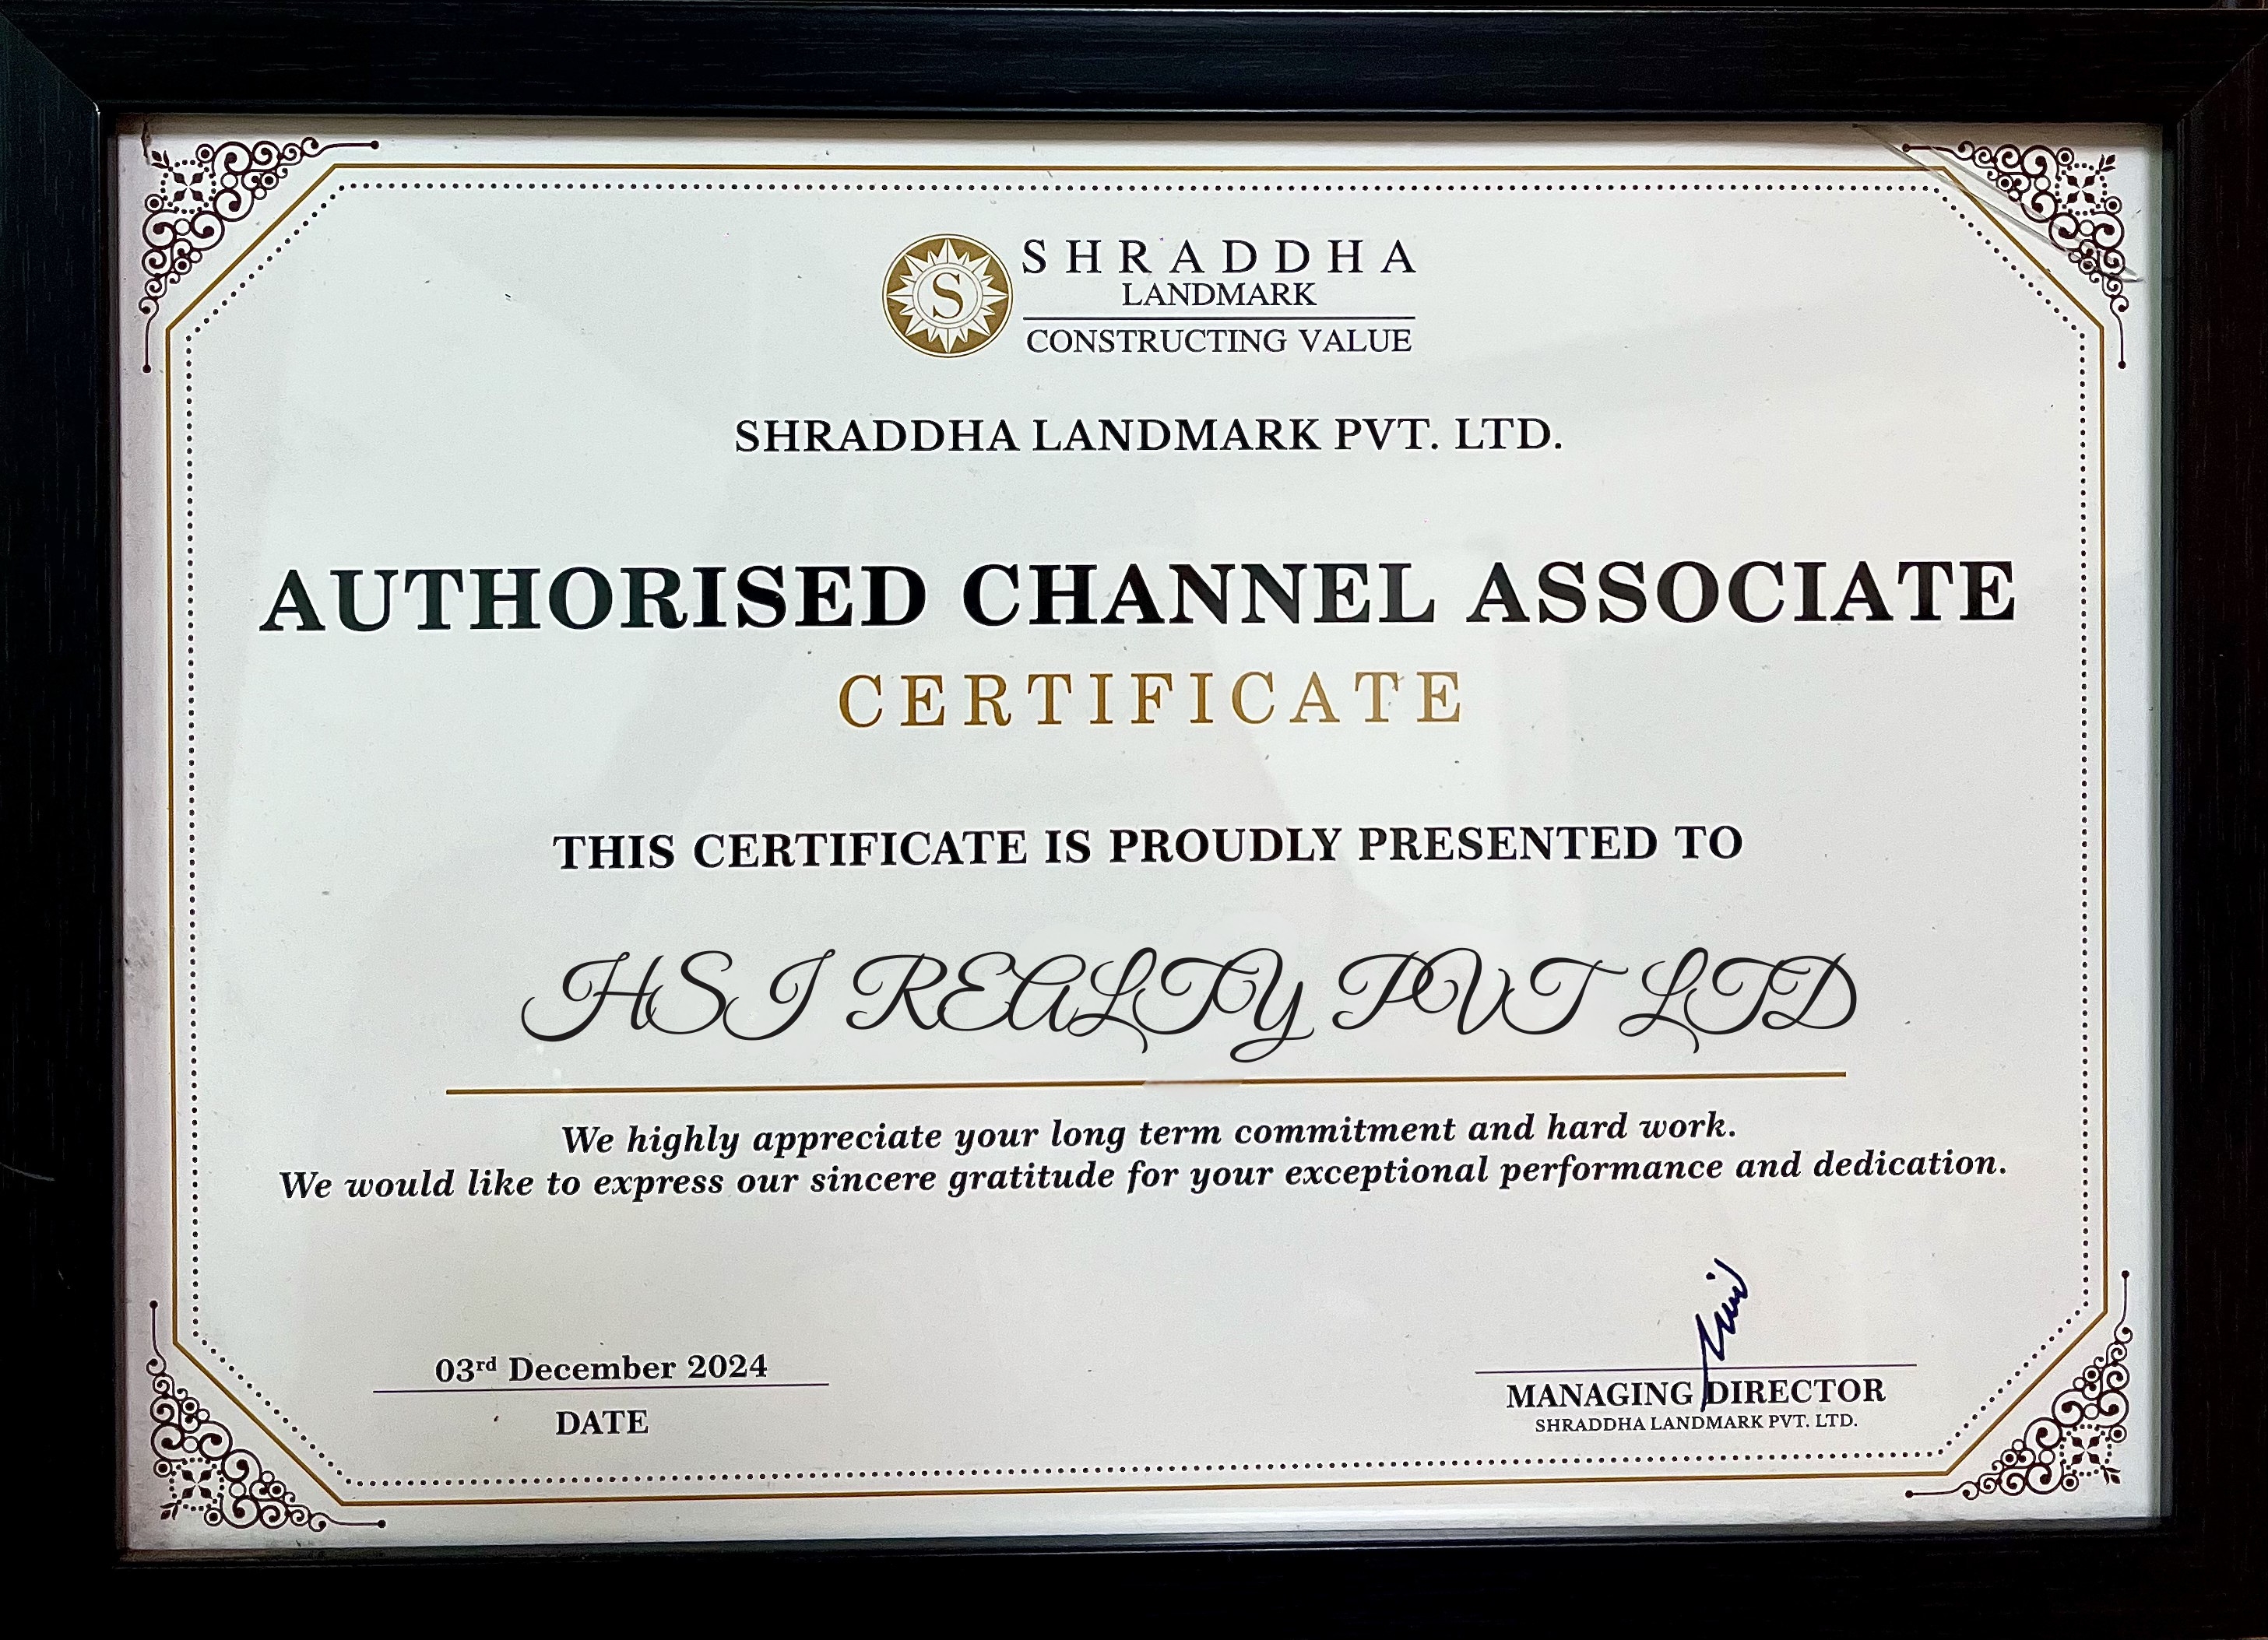 S
SHRADDHA
LANDMARK
CONSTRUCTING VALUE
SHRADDHA LANDMARK PVT. LTD.
AUTHORISED CHANNEL ASSOCIATE
CERTIFICATE
THIS CERTIFICATE IS PROUDLY PRESENTED TO
HSI REALTY PVT LTD
We highly appreciate your long term commitment and hard work.
We would like to express our sincere gratitude for your exceptional performance and dedication.
03rd December 2024
DATE
MANAGING DIRECTOR
SHRADDHA LANDMARK PVT. LTD.